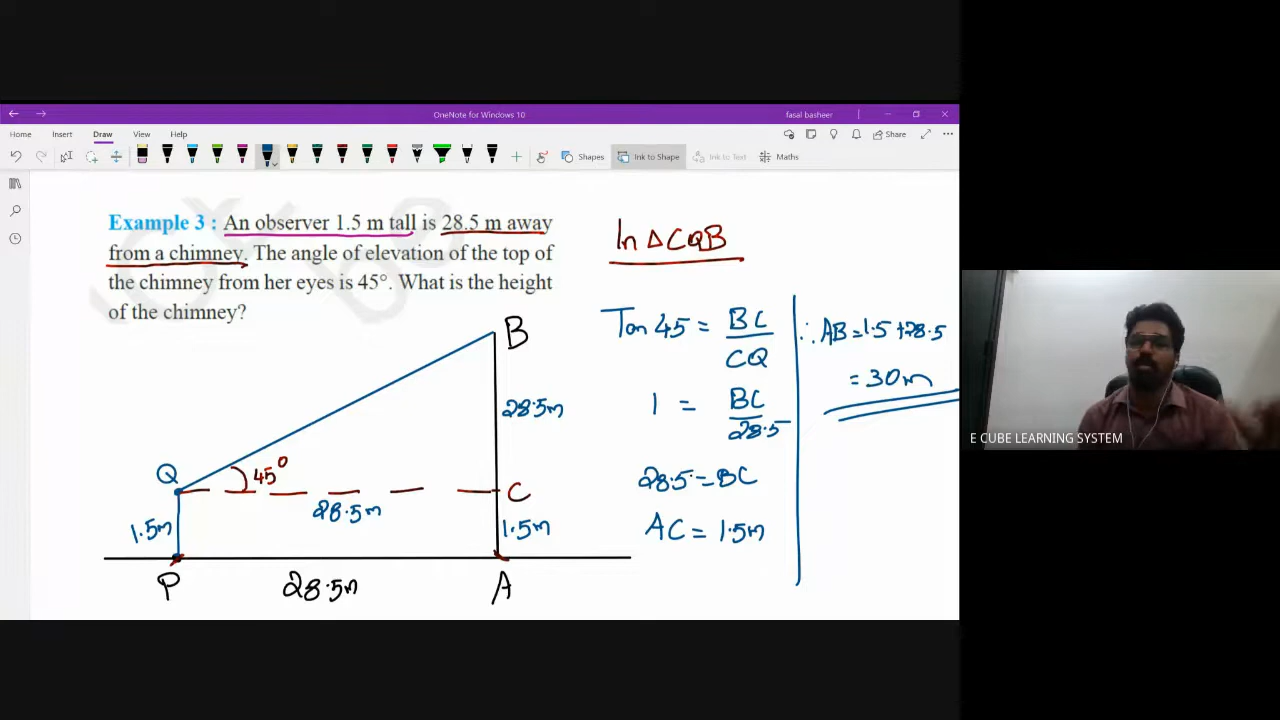 OneNote for Windows 10
fasal basheer
Home Insert Draw View Help
Share
Shapes
Ink to Shape
Ink to Text
Maths
Example 3 : An observer 1.5 m tall is 28.5 m away
from a chimney. The angle of elevation of the top of
the chimney from her eyes is 45°. What is the height
of the chimney?
B
28.5m
Q
45°
C
28.5m
1.5m
1.5m
P
28.5m
A
In Δ CQB
Tan 45 = BC
CQ
1 = BC
28.5
28.5 = BC
AC = 1.5m
∴ AB = 1.5 + 28.5
= 30m
E CUBE LEARNING SYSTEM